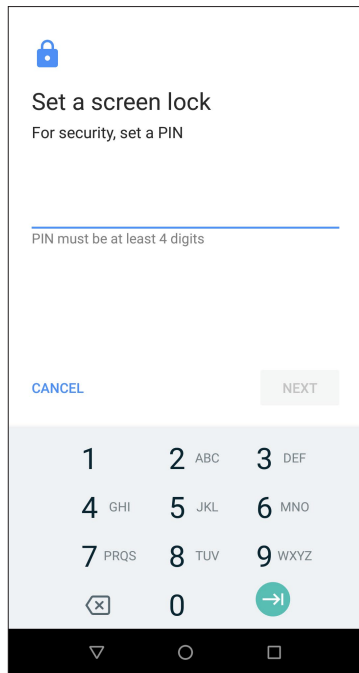 Set a screen lock
For security, set a PIN
PIN must be at least 4 digits
CANCEL NEXT
1 2 ABC 3 DEF
4 GHI 5 JKL 6 MNO
7 PRQS 8 TUV 9 WXYZ
0